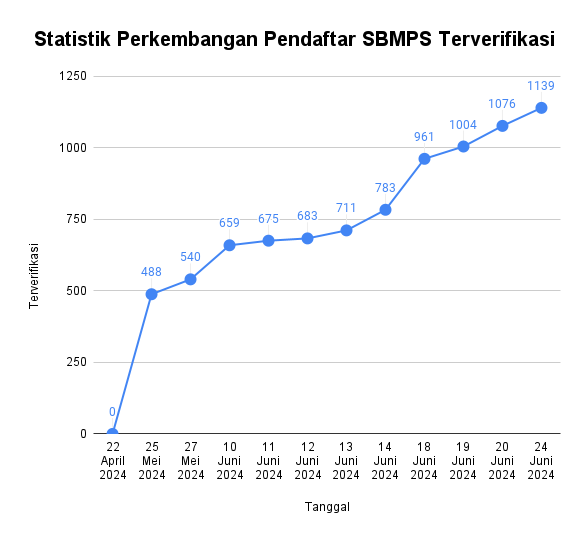 Statistik Perkembangan Pendaftar SBMPS Terverifikasi
1250
1000
750
500
250
0
Terverifikasi
0
488
540
659
675
683
711
783
961
1004
1076
1139
22 April 2024
25 Mei 2024
27 Mei 2024
10 Juni 2024
11 Juni 2024
12 Juni 2024
13 Juni 2024
14 Juni 2024
18 Juni 2024
19 Juni 2024
20 Juni 2024
24 Juni 2024
Tanggal